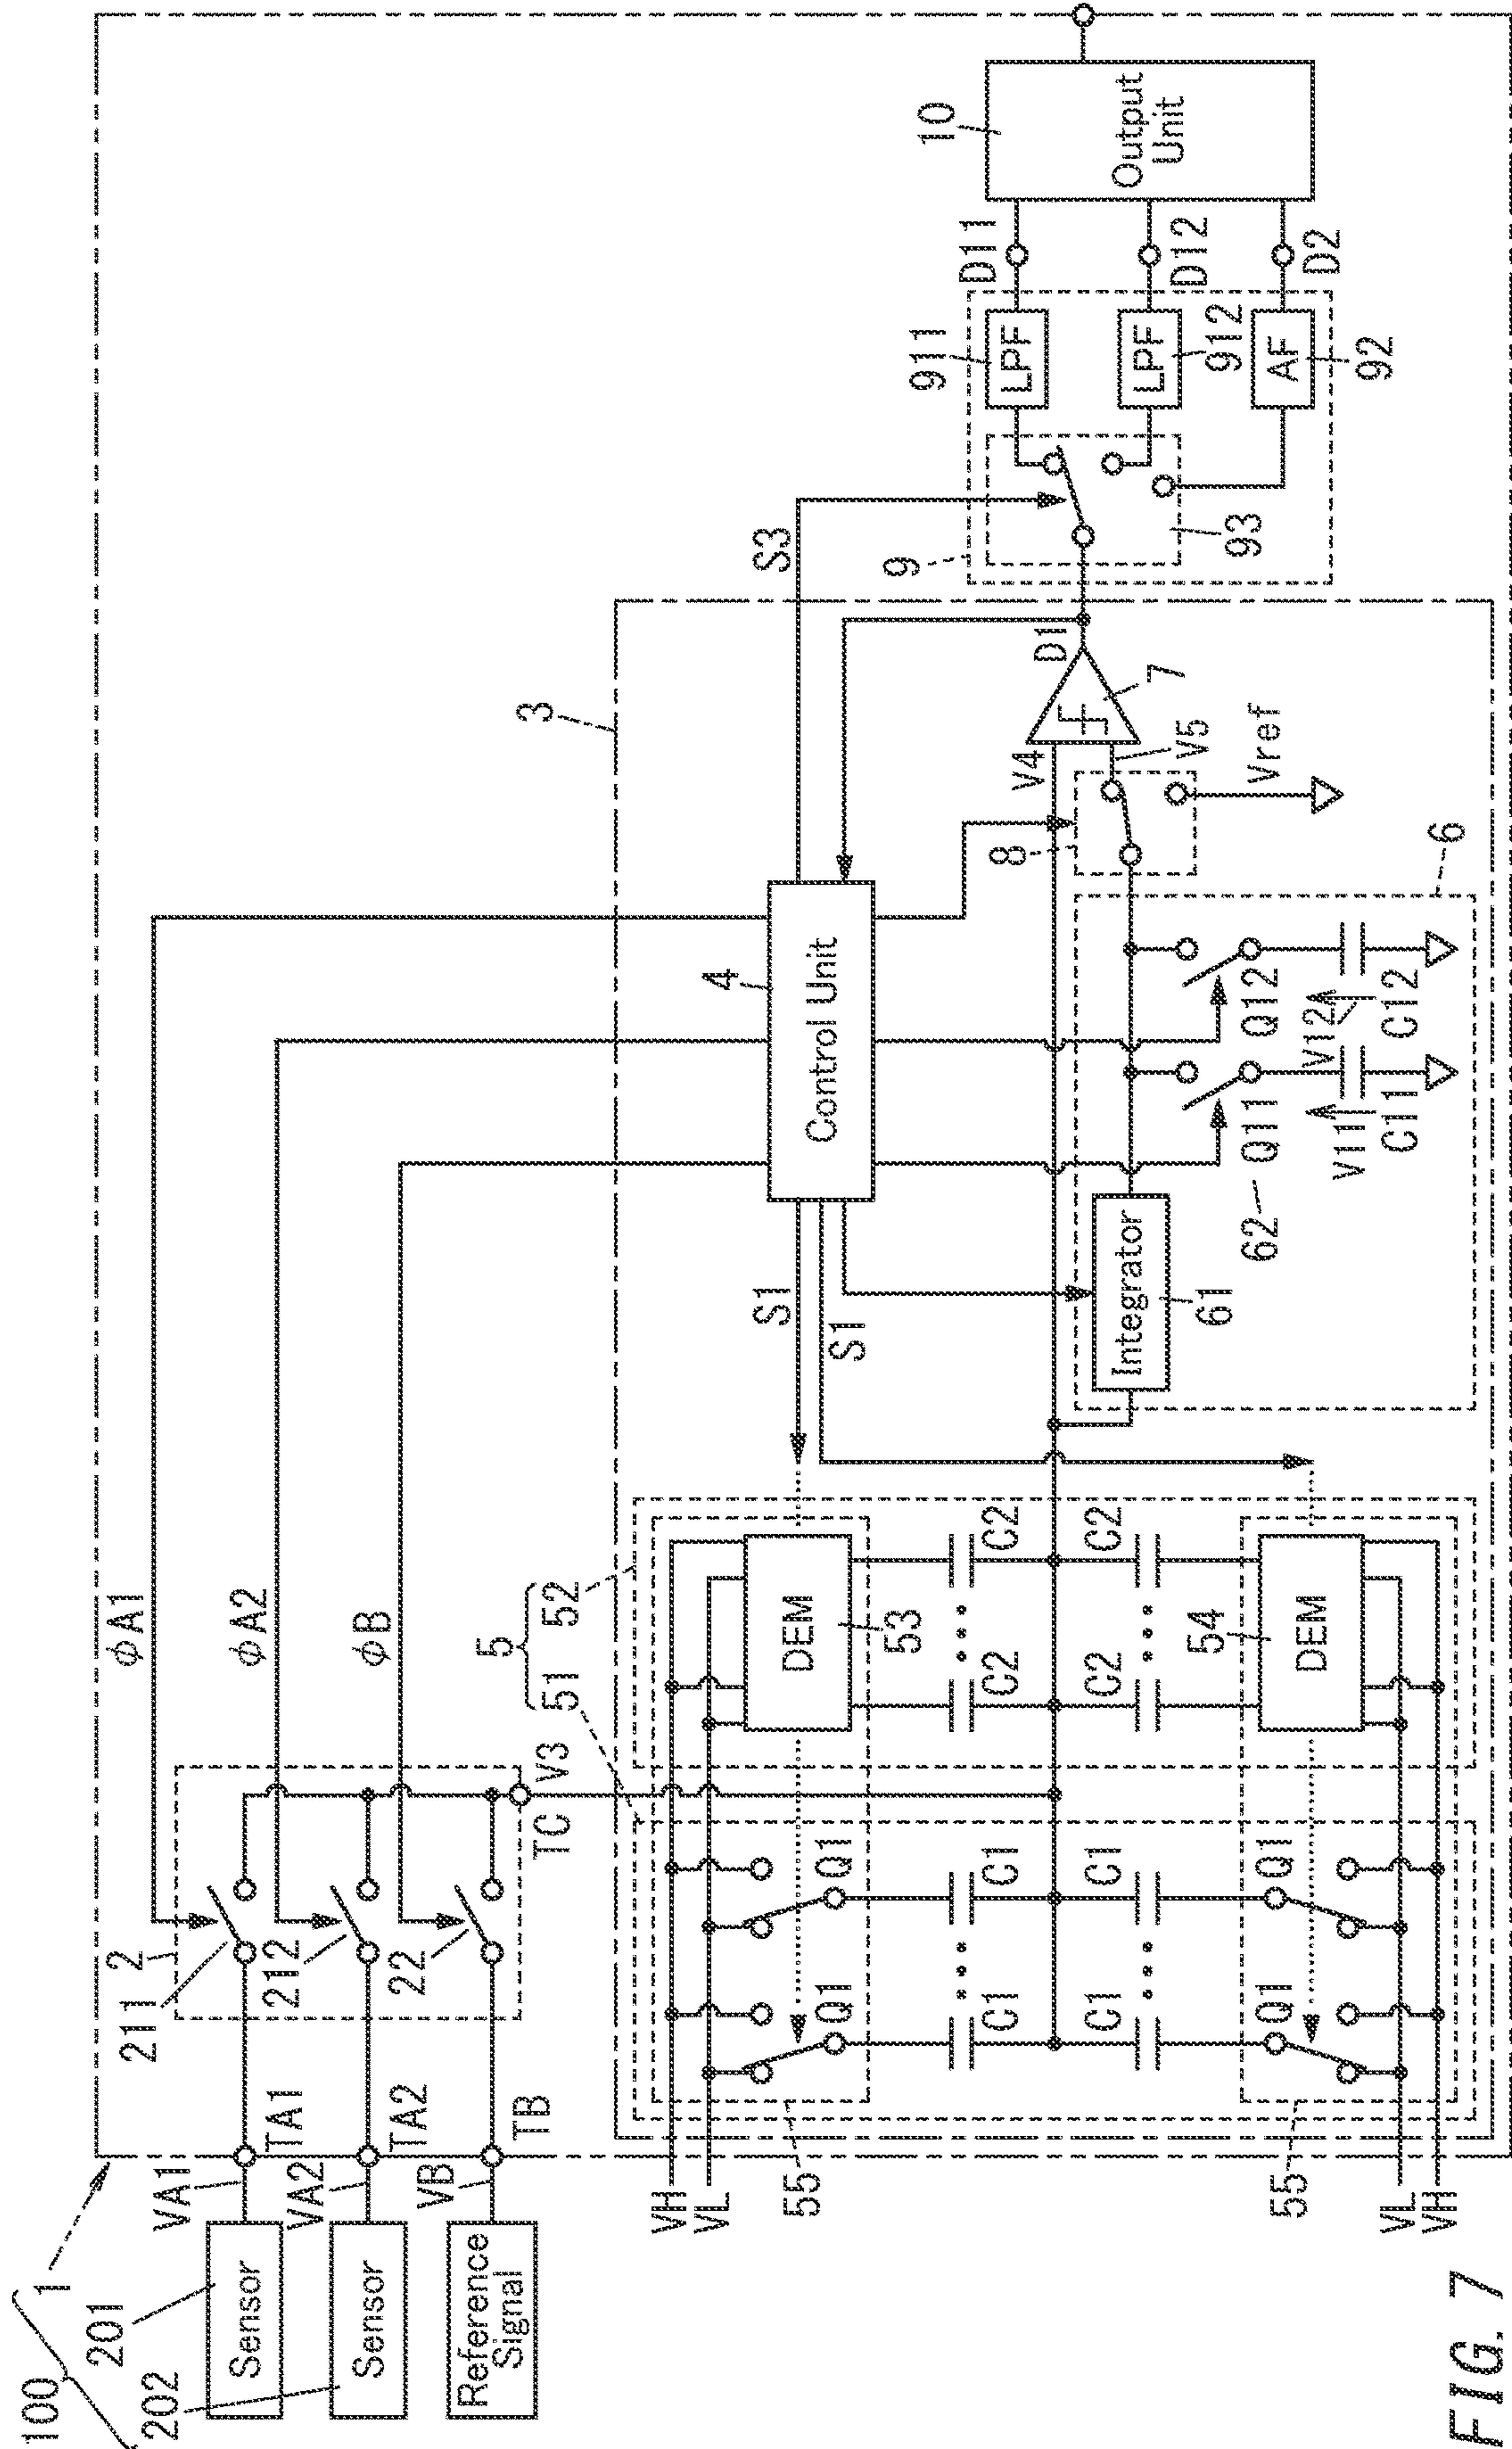 100
1
201
202
Sensor
Sensor
Reference
Signal
VA1
VA2
VB
TA1
TA2
TB
211
2
212
22
ϕA1
ϕA2
ϕB
TC
V3
3
4
Control Unit
S1
S1
S3
5
51
52
VH
VL
55
Q1
Q1
DEM
53
C1
C1
C2
C2
C1
C1
C2
C2
Q1
Q1
54
DEM
55
VL
VH
Integrator
61
62
Q11
Q12
V11
V12
C11
C12
6
8
V4
V5
Vref
D1
7
9
93
911
LPF
LPF
912
AF
92
D11
D12
D2
10
Output
Unit
FIG. 7